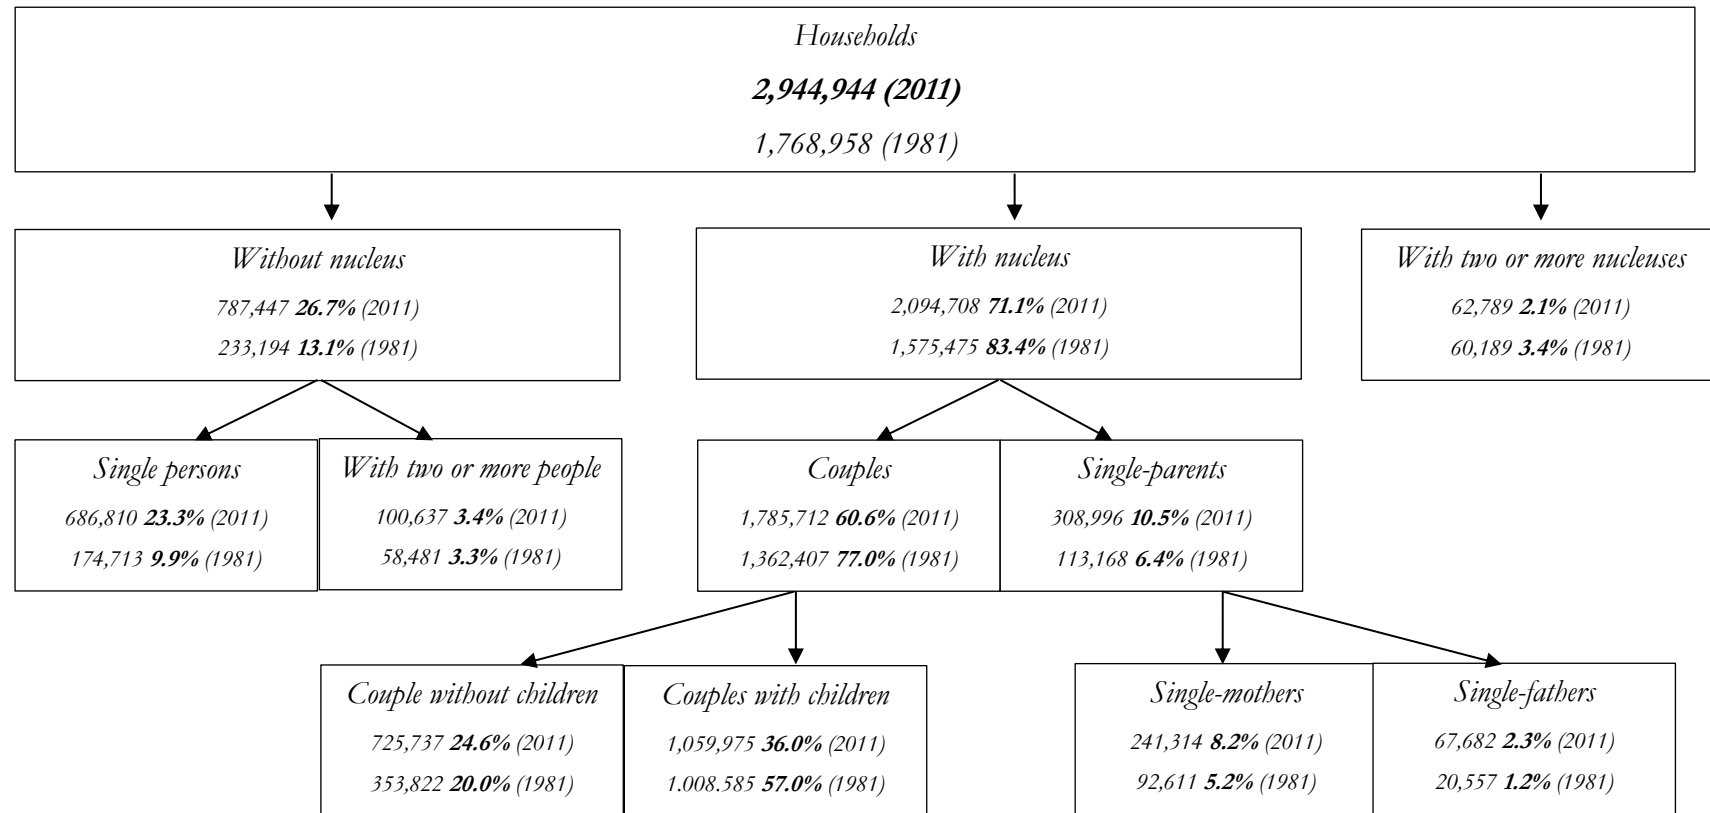 Households
2,944,944 (2011)
1,768,958 (1981)
Without nucleus
787,447 26.7% (2011)
233,194 13.1% (1981)
With nucleus
2,094,708 71.1% (2011)
1,575,475 83.4% (1981)
With two or more nucleuses
62,789 2.1% (2011)
60,189 3.4% (1981)
Single persons
686,810 23.3% (2011)
174,713 9.9% (1981)
With two or more people
100,637 3.4% (2011)
58,481 3.3% (1981)
Couples
1,785,712 60.6% (2011)
1,362,407 77.0% (1981)
Single-parents
308,996 10.5% (2011)
113,168 6.4% (1981)
Couple without children
725,737 24.6% (2011)
353,822 20.0% (1981)
Couples with children
1,059,975 36.0% (2011)
1.008.585 57.0% (1981)
Single-mothers
241,314 8.2% (2011)
92,611 5.2% (1981)
Single-fathers
67,682 2.3% (2011)
20,557 1.2% (1981)